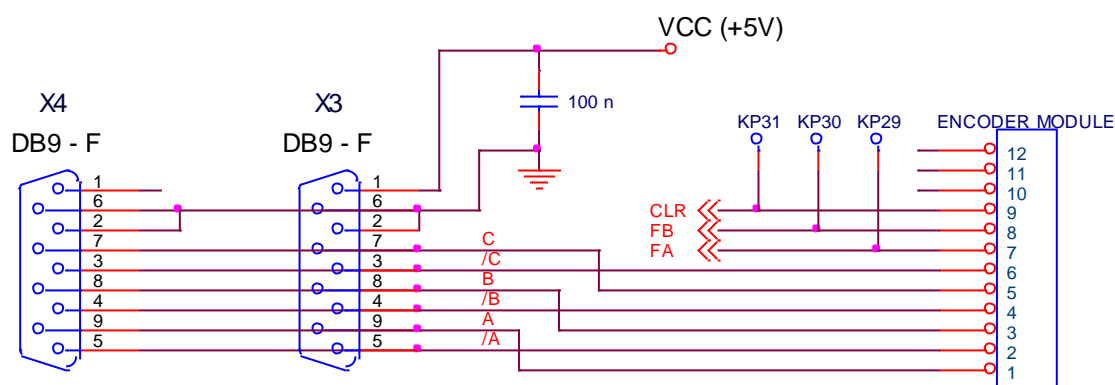 VCC (+5V)
X4
X3
100 n
DB9 - F
DB9 - F
KP31
KP30
KP29
ENCODER MODULE
1
6
2
7
3
8
4
9
5
1
6
2
7
3
8
4
9
5
C
/C
B
/B
A
/A
CLR
FB
FA
12
11
10
9
8
7
6
5
4
3
2
1